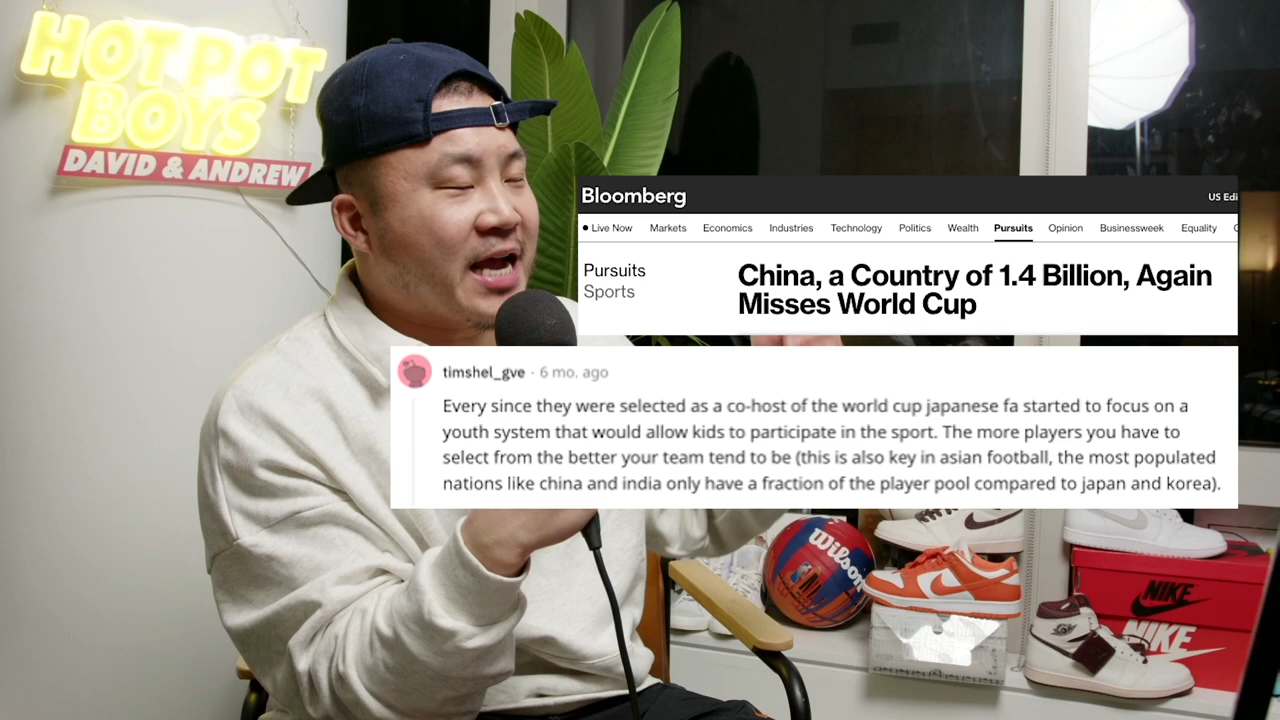 HOT POT
BOYS
DAVID & ANDREW
Bloomberg
US Edi
Live Now Markets Economics Industries Technology Politics Wealth Pursuits Opinion Businessweek Equality
Pursuits
Sports
China, a Country of 1.4 Billion, Again
Misses World Cup
timshel_gve · 6 mo. ago
Every since they were selected as a co-host of the world cup japanese fa started to focus on a
youth system that would allow kids to participate in the sport. The more players you have to
select from the better your team tend to be (this is also key in asian football, the most populated
nations like china and india only have a fraction of the player pool compared to japan and korea).
Wilson
NIKE
NIKE